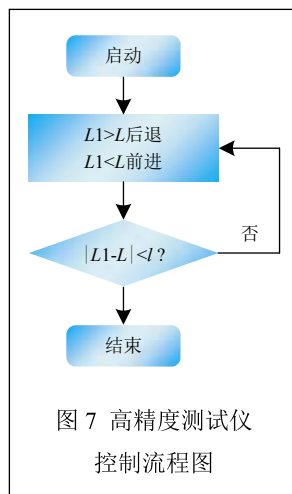 启动
L1>L后退
L1<L前进
|L1-L|<l?
否
结束
图 7 高精度测试仪
控制流程图